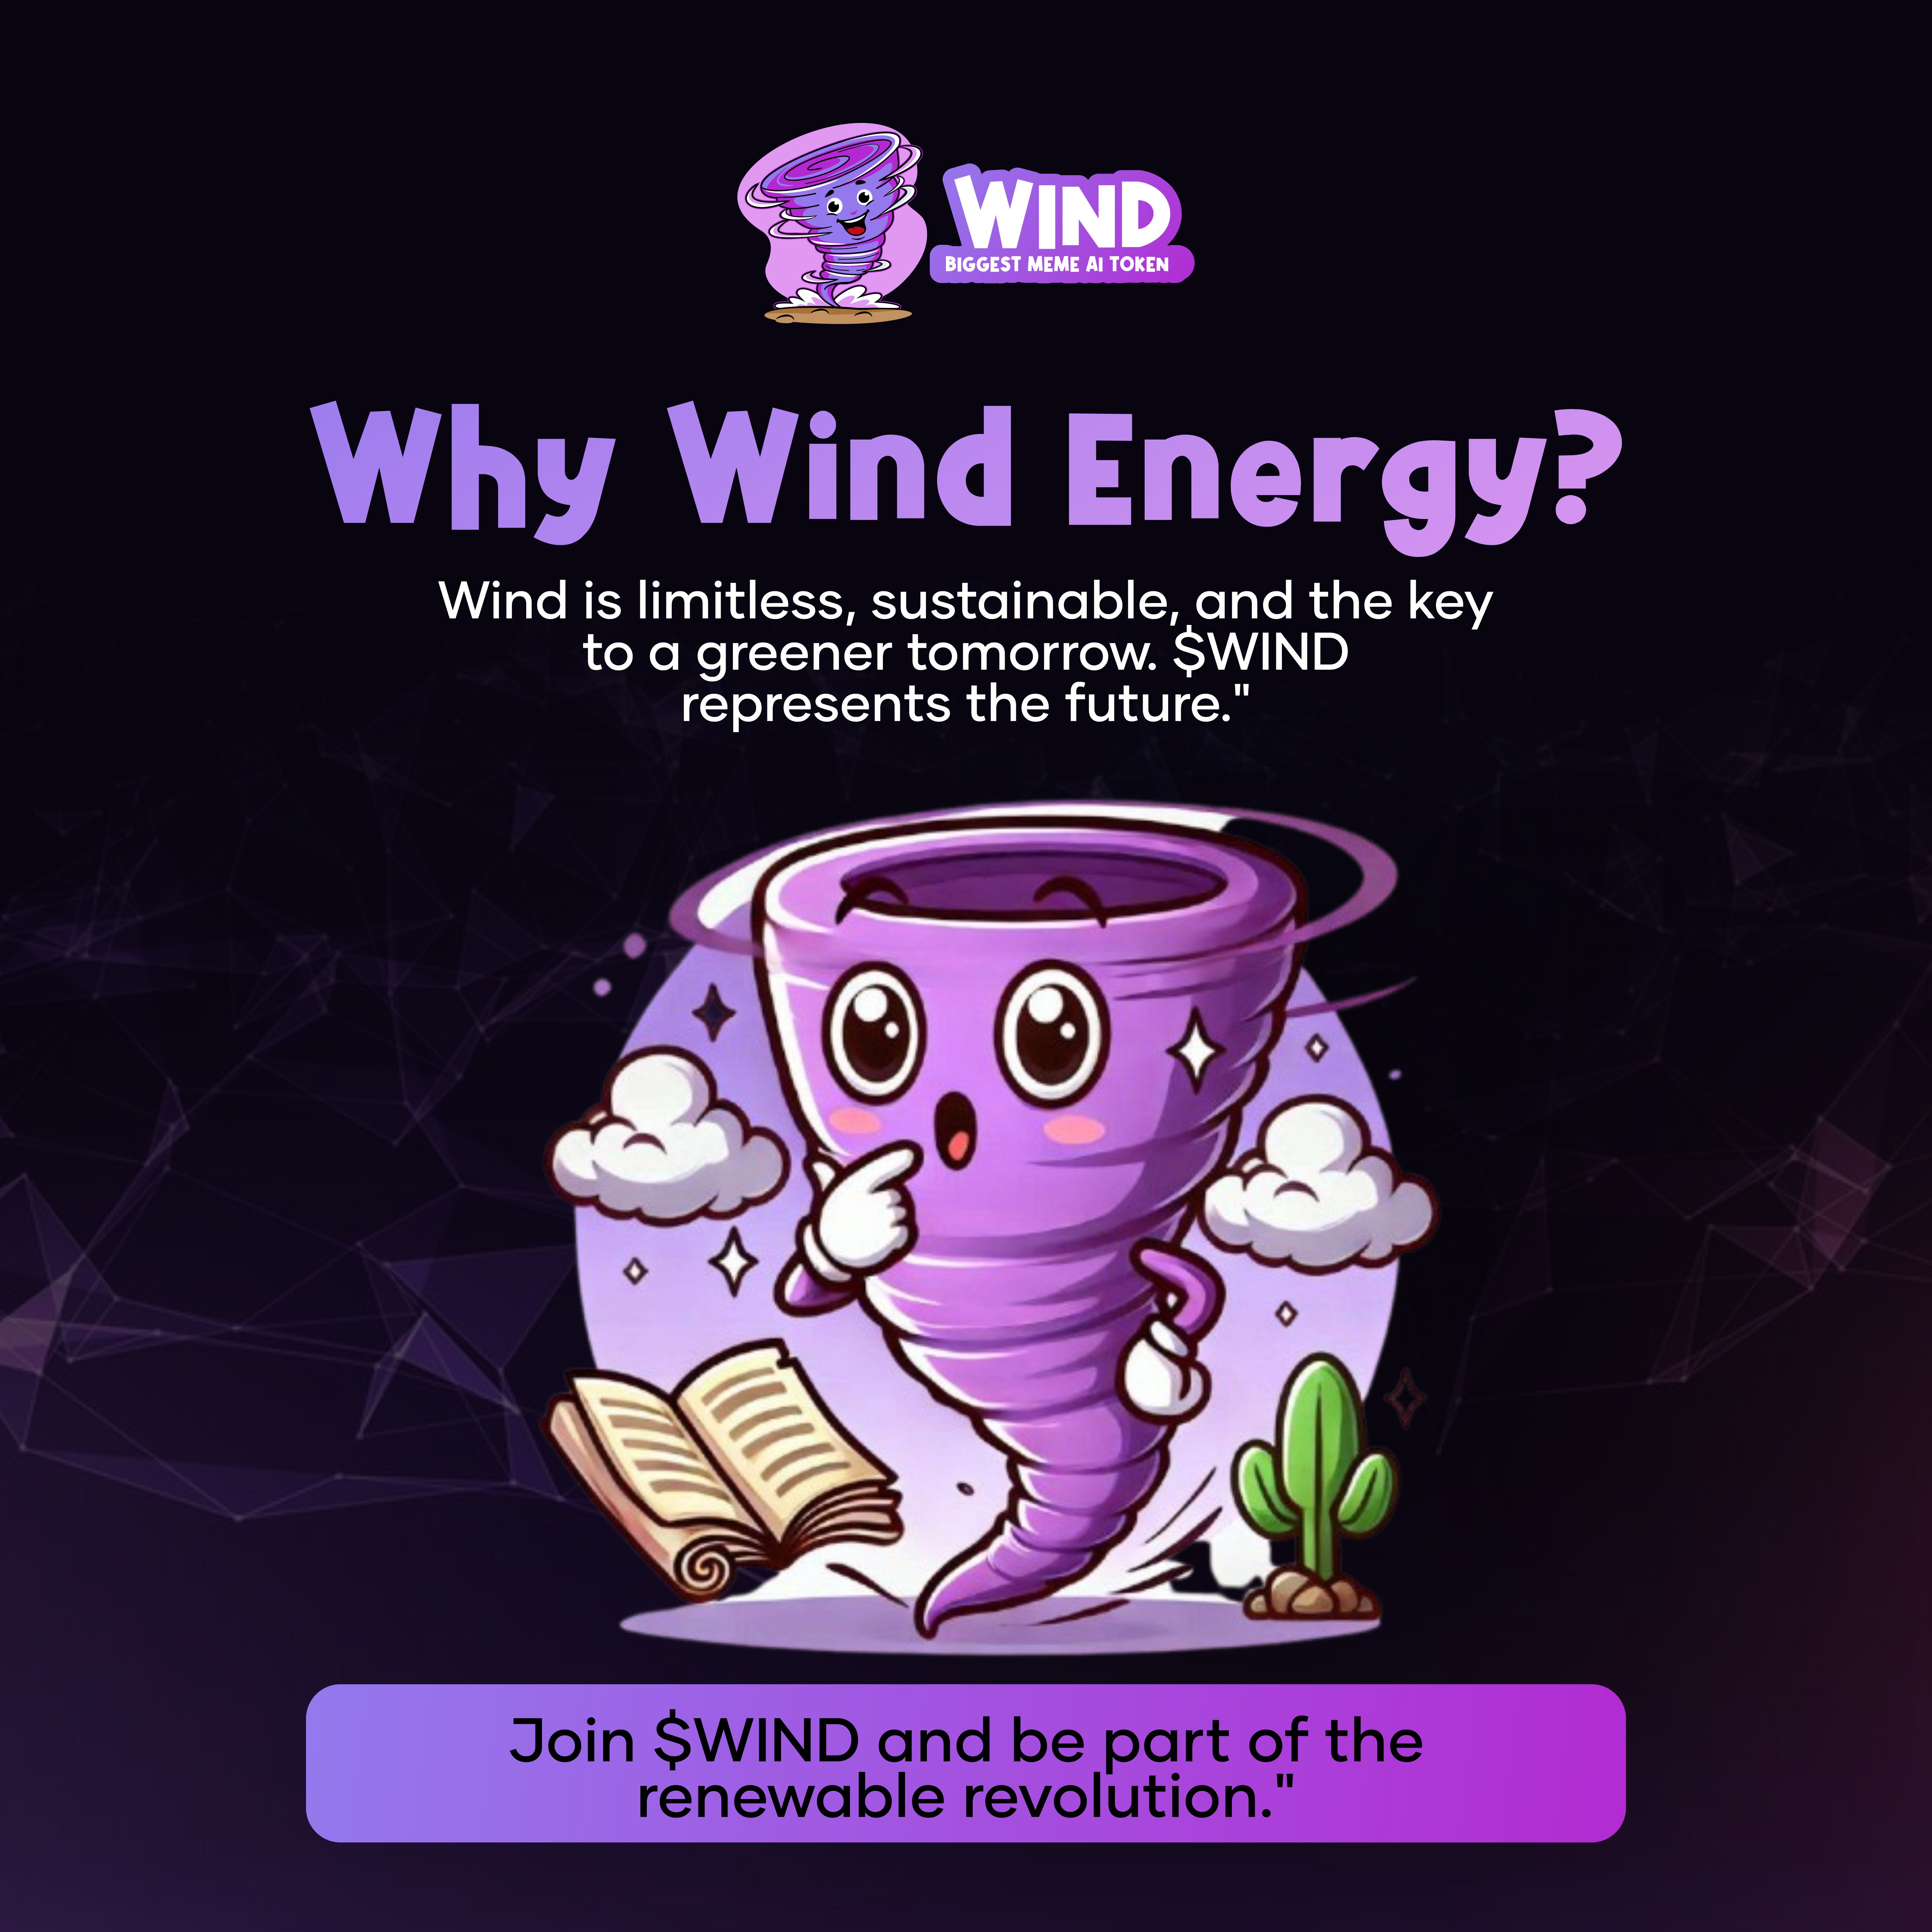 WIND
BIGGEST MEME AI TOKEN
Why Wind Energy?
Wind is limitless, sustainable, and the key
to a greener tomorrow. $WIND
represents the future."
Join $WIND and be part of the
renewable revolution."